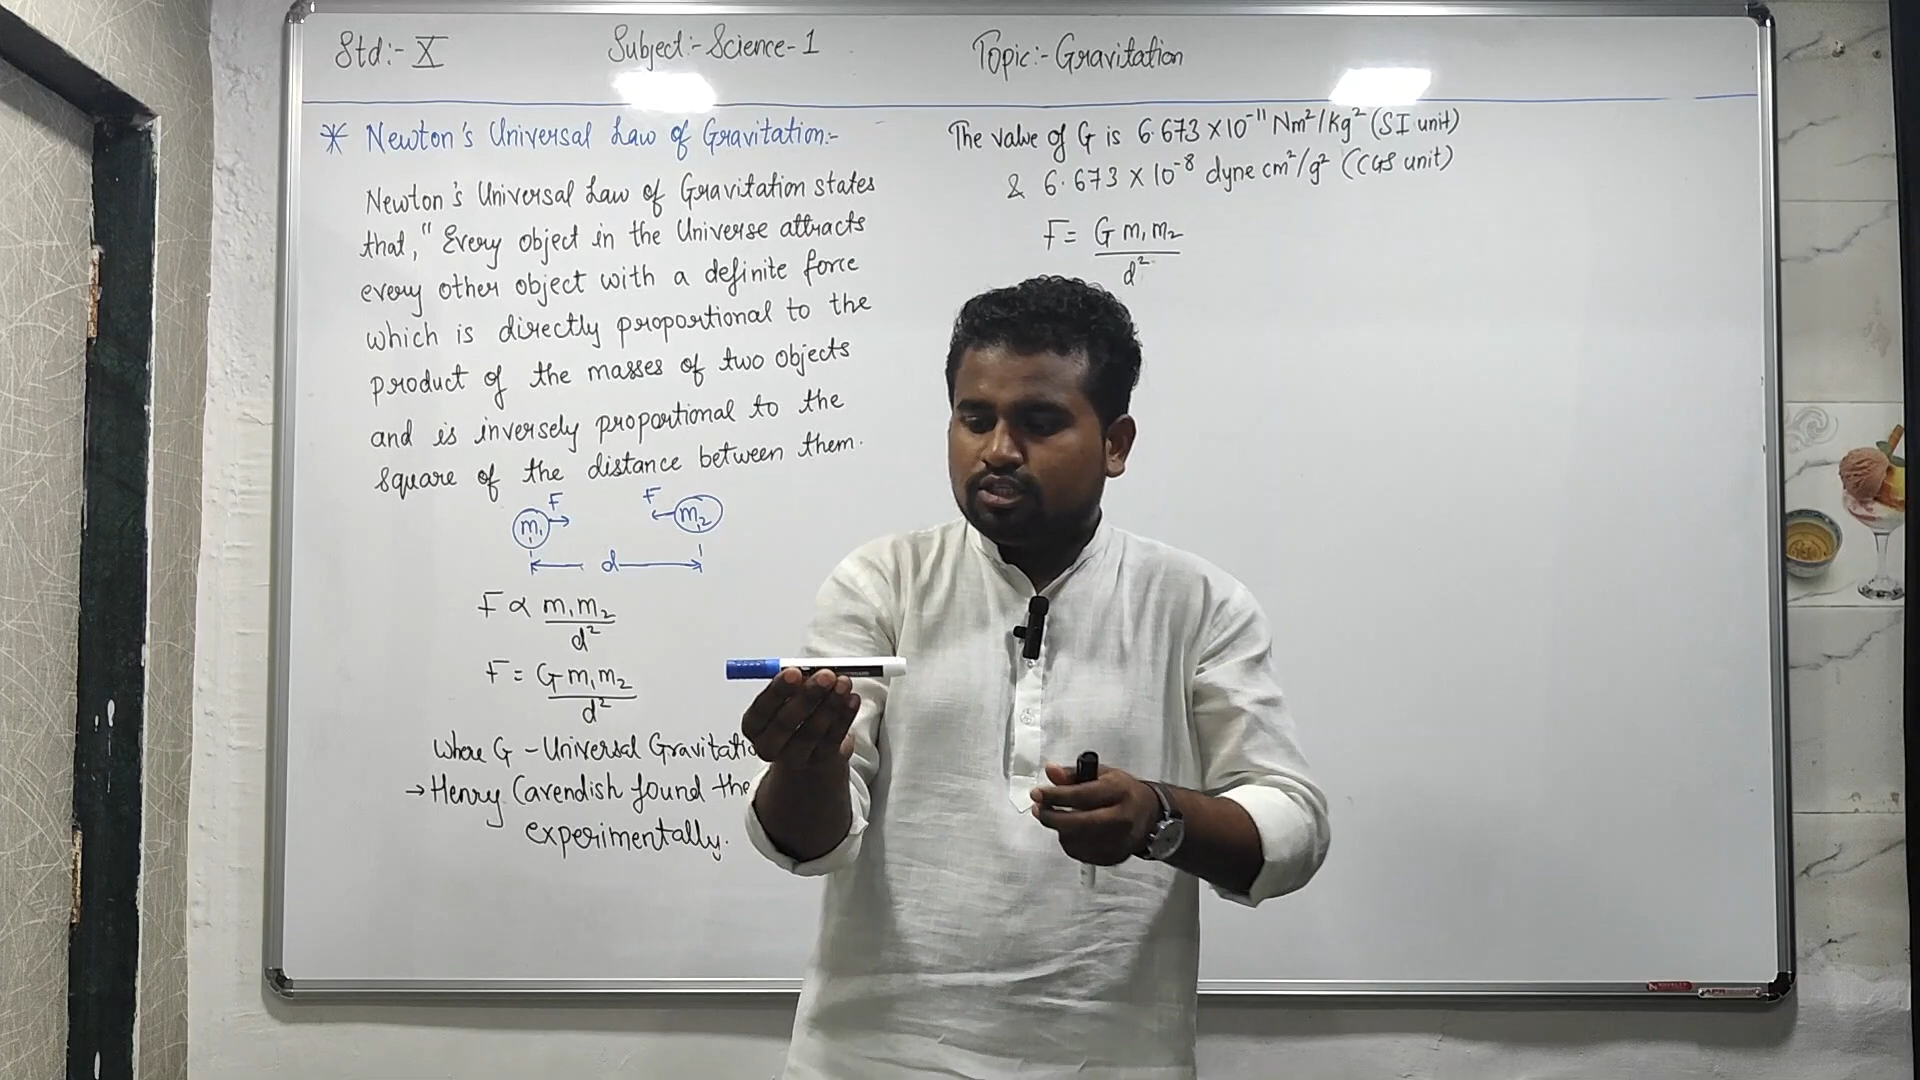 Std:- X
Subject:- Science-1
Topic:- Gravitation
* Newton's Universal Law of Gravitation:-
Newton's Universal Law of Gravitation states
that, "Every object in the Universe attracts
every other object with a definite force
which is directly proportional to the
product of the masses of two objects
and is inversely proportional to the
square of the distance between them.
F F
m₁ m₂
d
F ∝ m₁m₂
d²
F = G m₁m₂
d²
where G - Universal
→ Henry Cavendish found the
experimentally.
The value of G is 6.673 × 10⁻¹¹ Nm²/Kg² (SI unit)
& 6.673 × 10⁻⁸ dyne cm²/g² (CGS unit)
F = G m₁m₂
d²